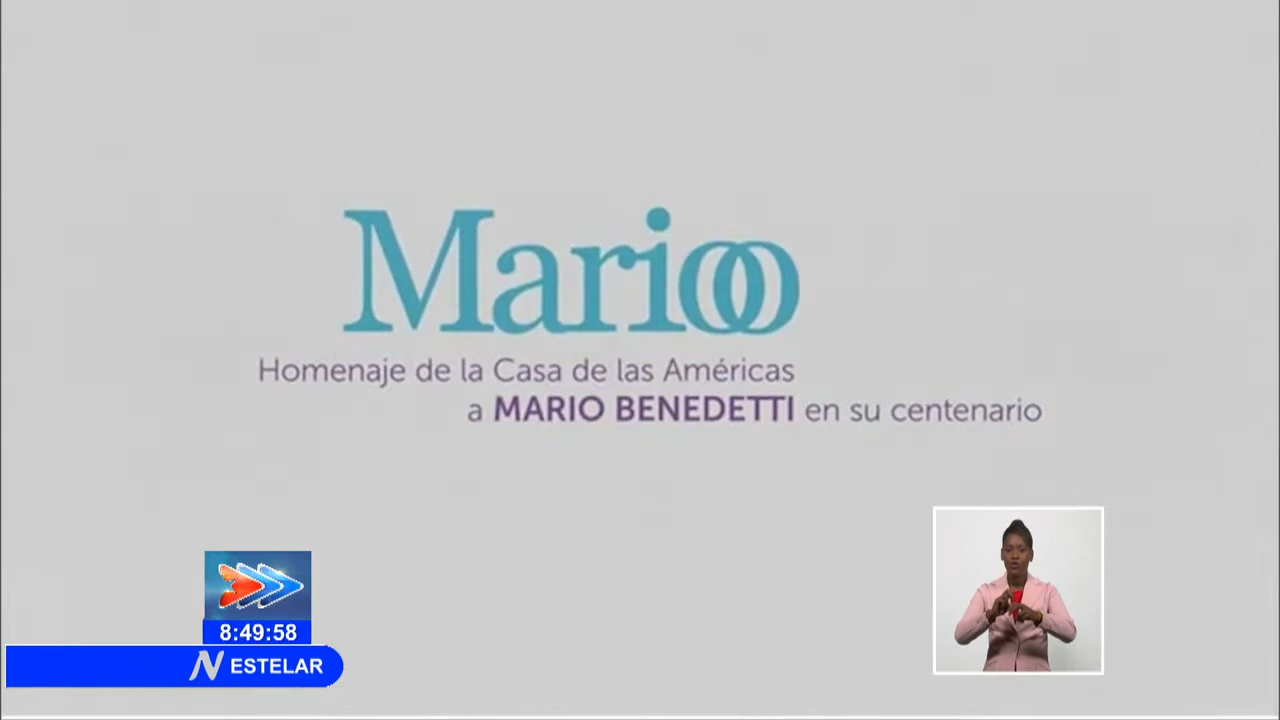 Marioo
Homenaje de la Casa de las Américas
a MARIO BENEDETTI en su centenario
8:49:58
N ESTELAR